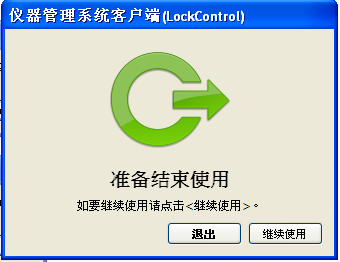 仪器管理系统客户端(LockControl)
准备结束使用
如要继续使用请点击<继续使用>。
退出
继续使用